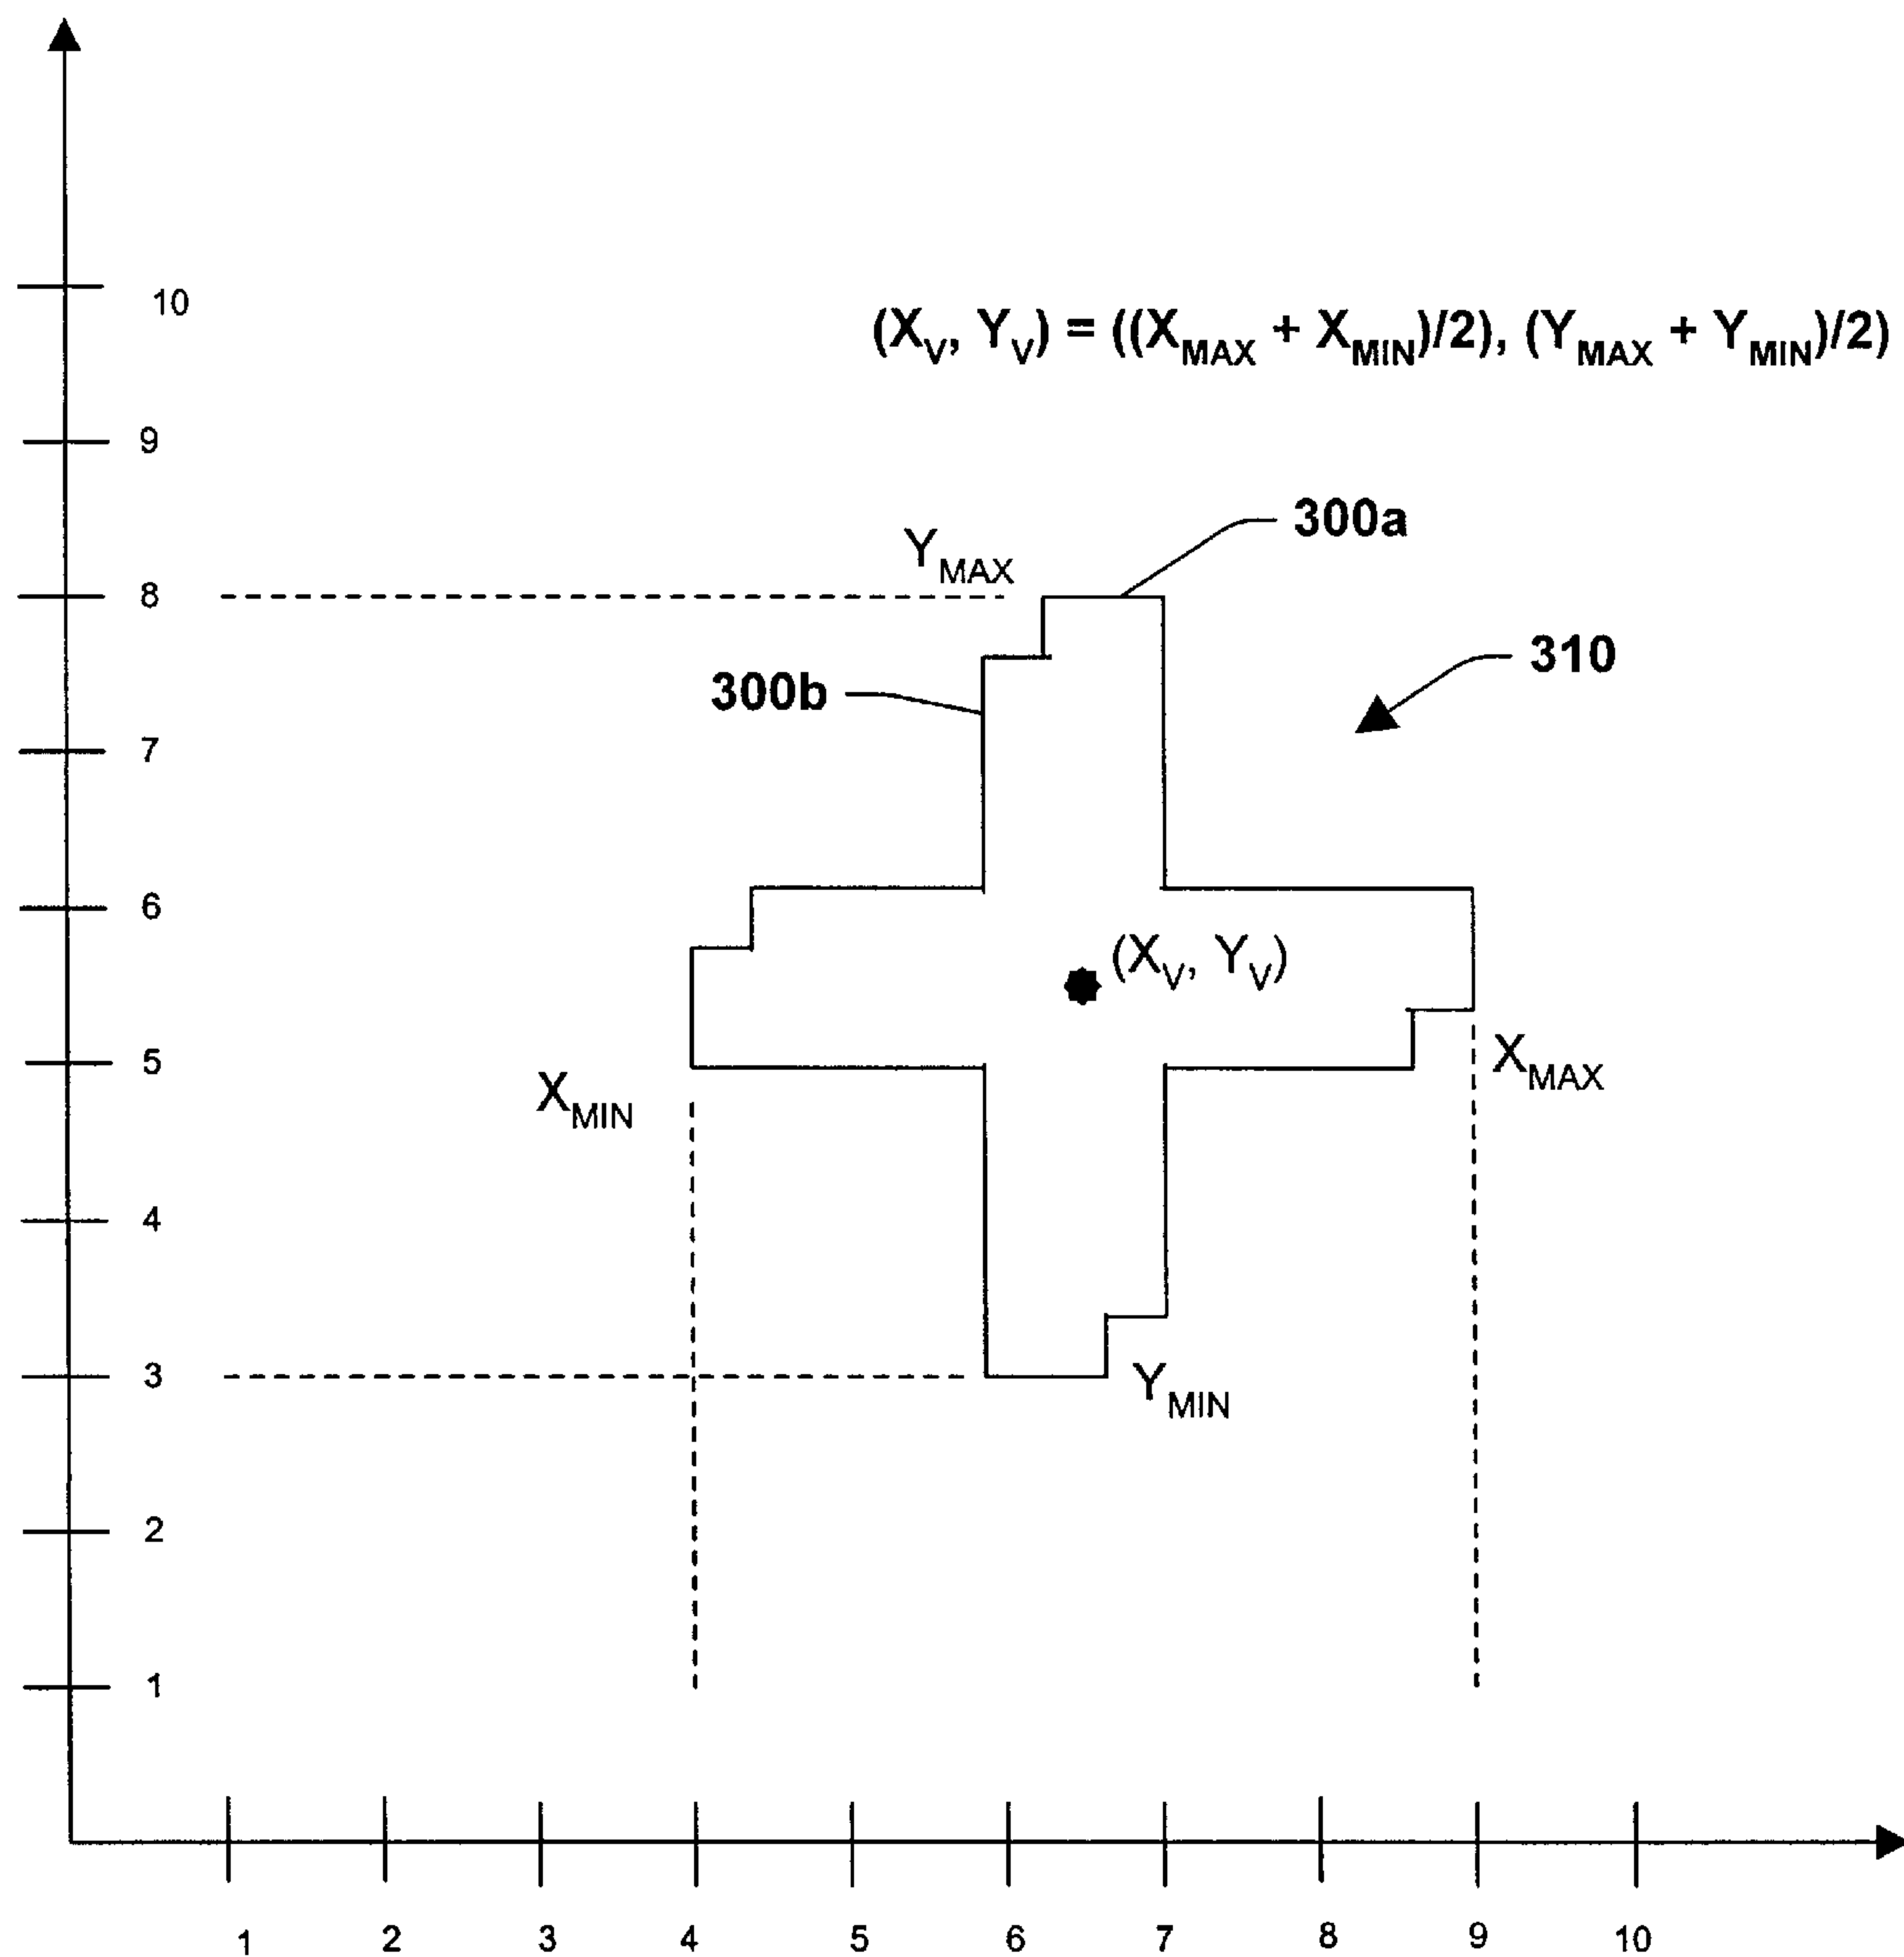 10
(X_V, Y_V) = ((X_MAX + X_MIN)/2), (Y_MAX + Y_MIN)/2)
9
300a
Y_MAX
8
310
300b
7
6
(X_V, Y_V)
5
X_MAX
X_MIN
4
3
Y_MIN
2
1
1 2 3 4 5 6 7 8 9 10